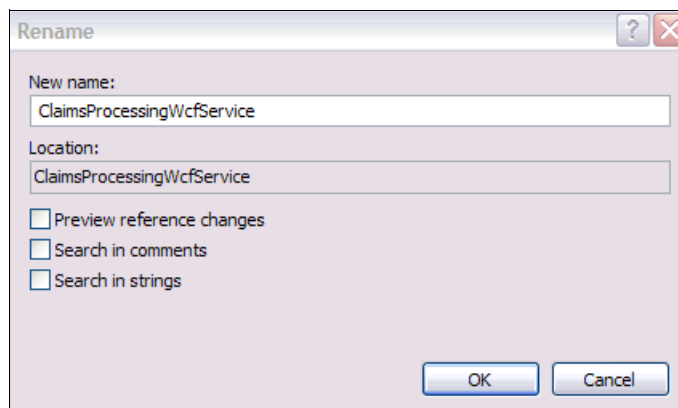 Rename
?
New name:
ClaimsProcessingWcfService
Location:
ClaimsProcessingWcfService
Preview reference changes
Search in comments
Search in strings
OK Cancel